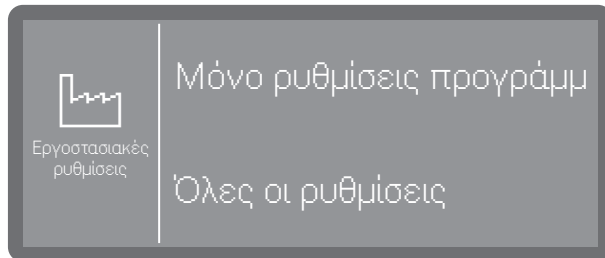 Εργοστασιακές
ρυθμίσεις
Μόνο ρυθμίσεις προγράμμ
Όλες οι ρυθμίσεις